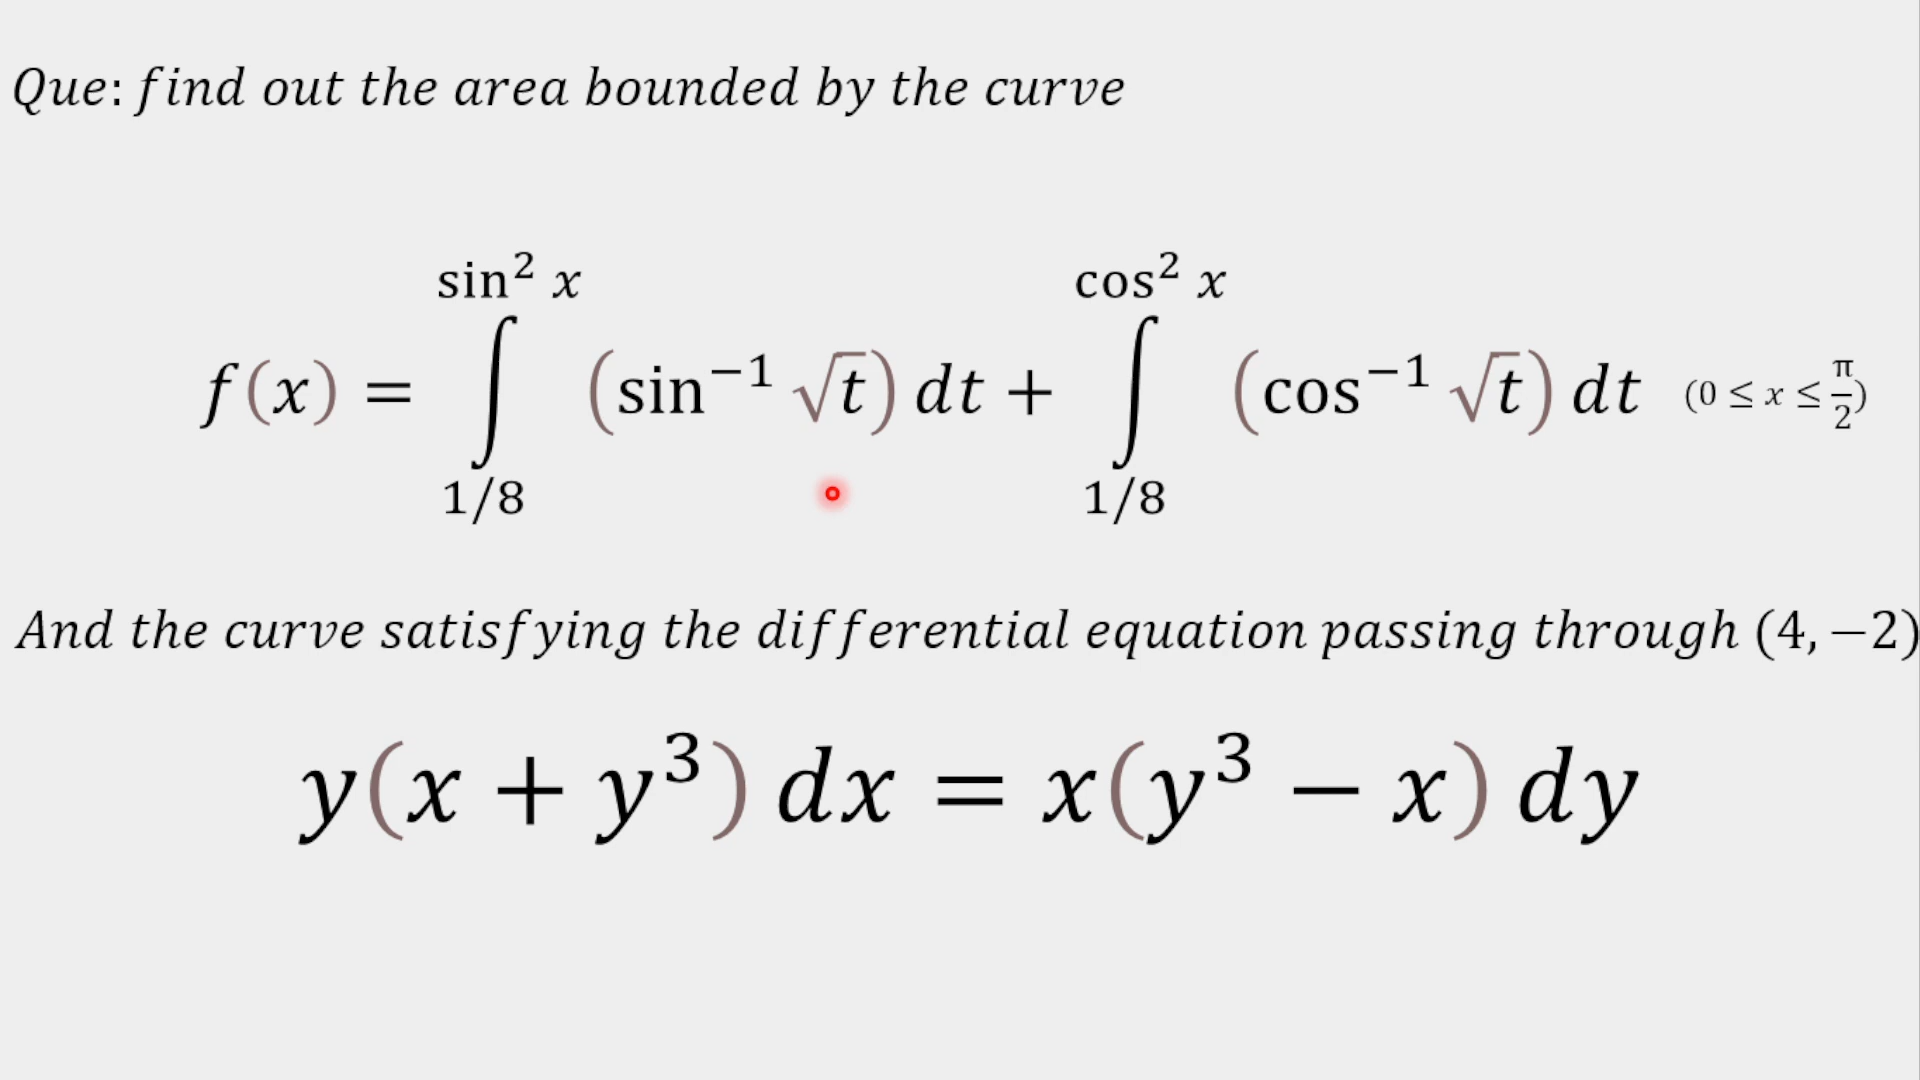 Que: find out the area bounded by the curve
f(x) = ∫_{1/8}^{sin² x} (sin⁻¹ √t) dt + ∫_{1/8}^{cos² x} (cos⁻¹ √t) dt (0 ≤ x ≤ π/2)
And the curve satisfying the differential equation passing through (4, −2)
y(x + y³) dx = x(y³ − x) dy